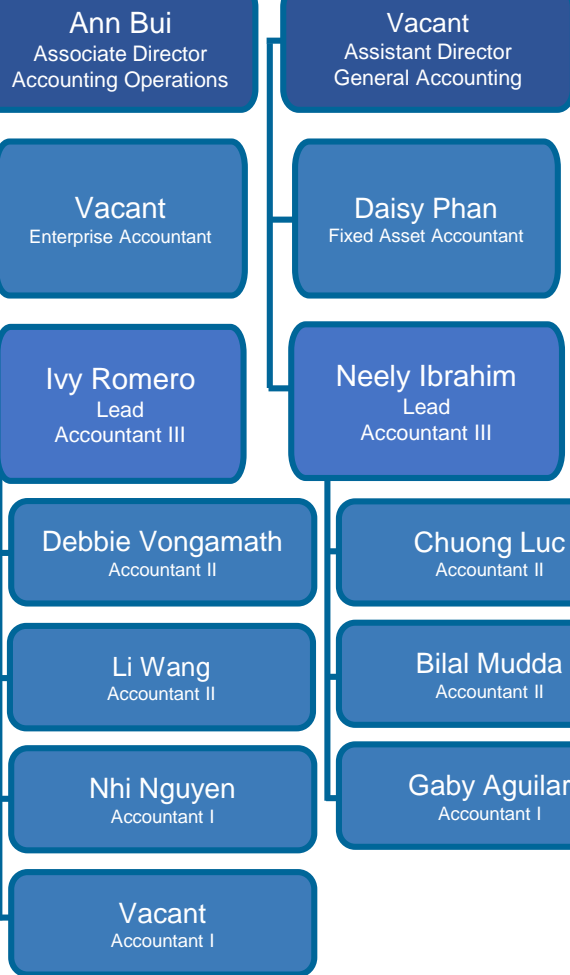 Ann Bui
Associate Director
Accounting Operations
Vacant
Enterprise Accountant
Ivy Romero
Lead
Accountant III
Debbie Vongamath
Accountant II
Li Wang
Accountant II
Nhi Nguyen
Accountant I
Vacant
Accountant I
Vacant
Assistant Director
General Accounting
Daisy Phan
Fixed Asset Accountant
Neely Ibrahim
Lead
Accountant III
Chuong Luc
Accountant II
Bilal Mudda
Accountant II
Gaby Aguilar
Accountant I